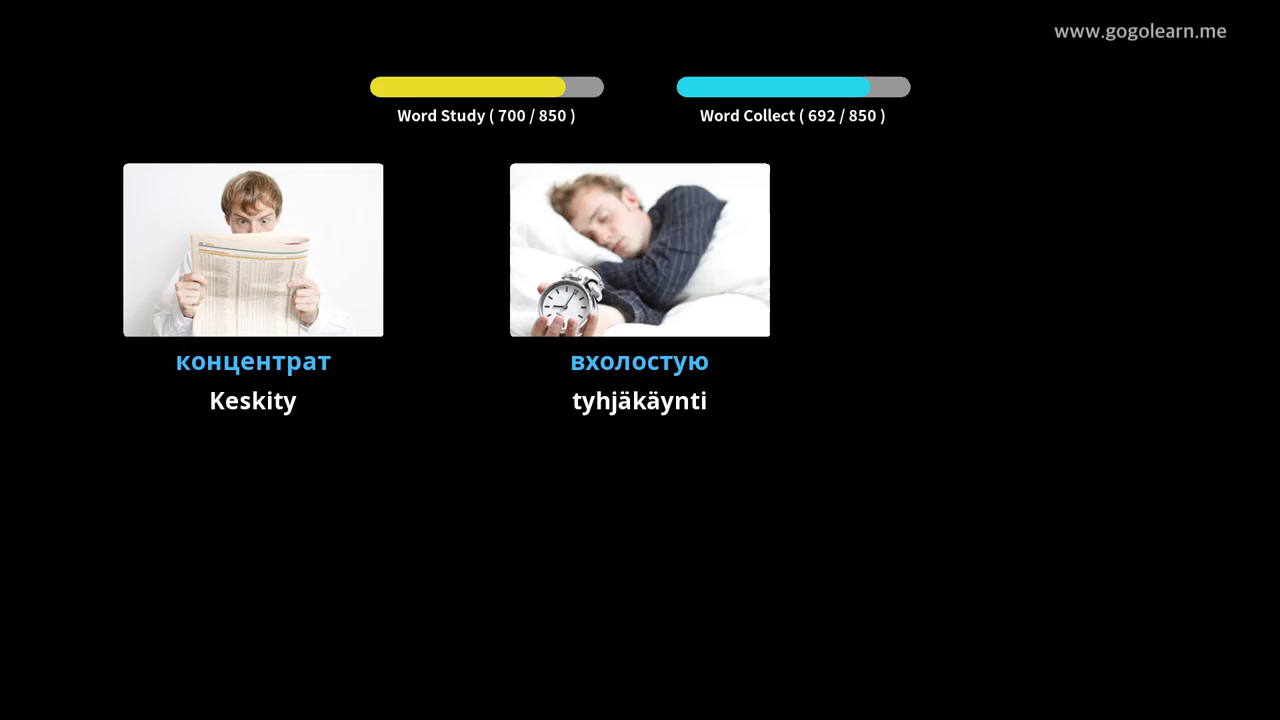 www.gogolearn.me
Word Study ( 700 / 850 )
Word Collect ( 692 / 850 )
концентрат
Keskity
вхолостую
tyhjäkäynti